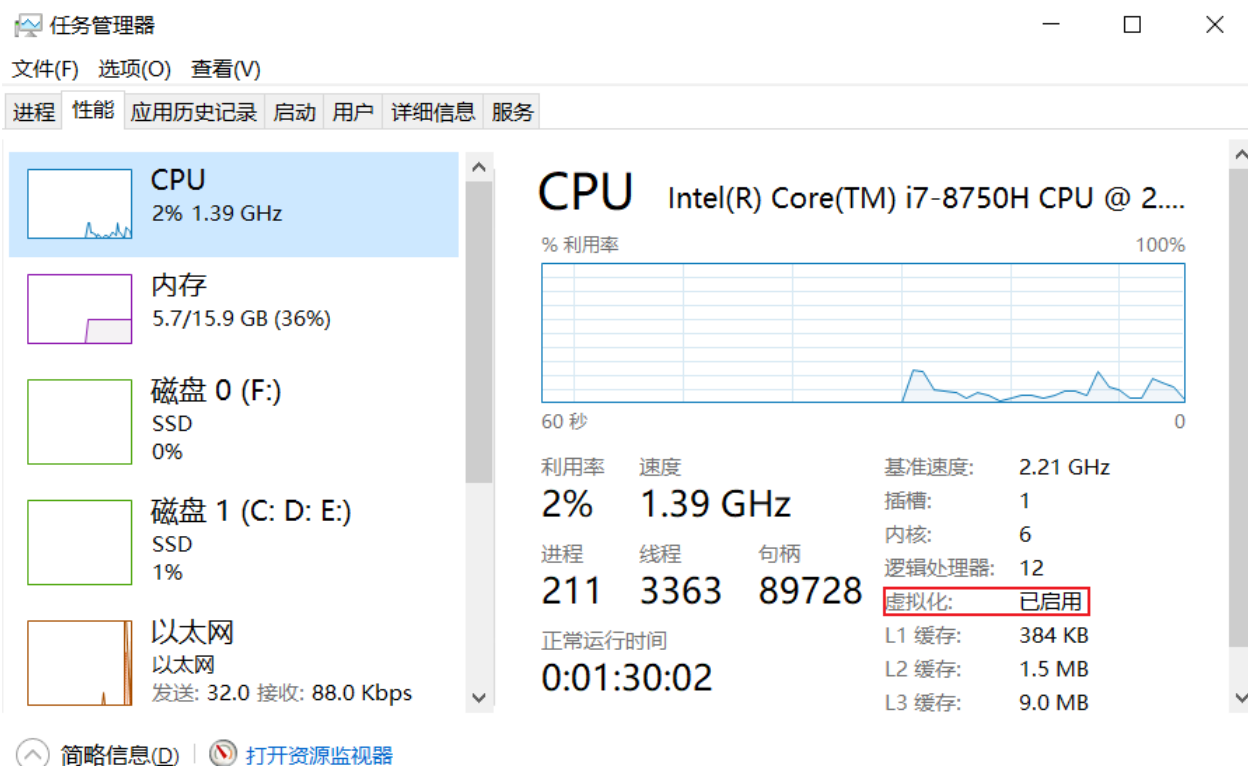 任务管理器
文件(F) 选项(O) 查看(V)
进程 性能 应用历史记录 启动 用户 详细信息 服务
CPU
2% 1.39 GHz
内存
5.7/15.9 GB (36%)
磁盘 0 (F:)
SSD
0%
磁盘 1 (C: D: E:)
SSD
1%
以太网
以太网
发送: 32.0 接收: 88.0 Kbps
CPU Intel(R) Core(TM) i7-8750H CPU @ 2....
% 利用率 100%
60 秒 0
利用率 速度
2% 1.39 GHz
进程 线程 句柄
211 3363 89728
正常运行时间
0:01:30:02
基准速度: 2.21 GHz
插槽: 1
内核: 6
逻辑处理器: 12
虚拟化: 已启用
L1 缓存: 384 KB
L2 缓存: 1.5 MB
L3 缓存: 9.0 MB
简略信息(D) 打开资源监视器